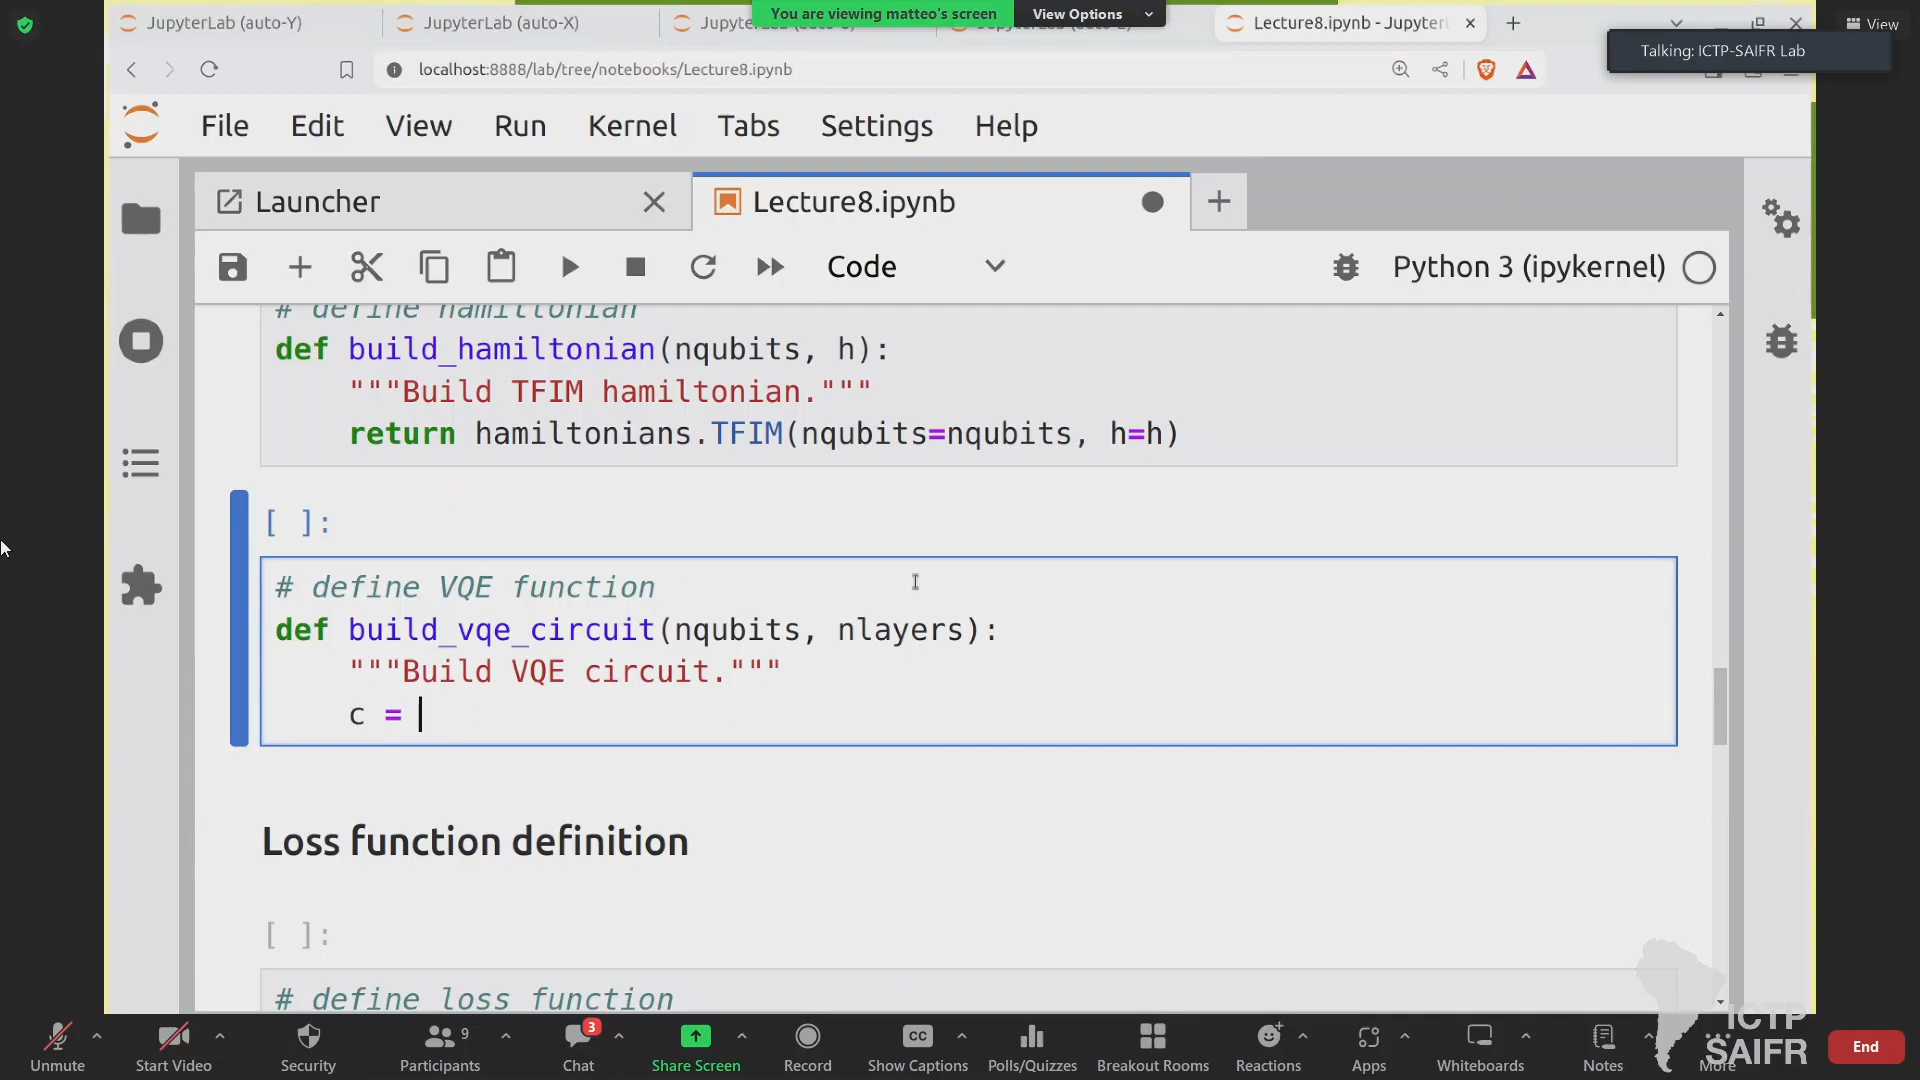 You are viewing matteo's screen
View Options
View
JupyterLab (auto-Y)
JupyterLab (auto-X)
Lecture8.ipynb - Jupyter
Talking: ICTP-SAIFR Lab
localhost:8888/lab/tree/notebooks/Lecture8.ipynb
File Edit View Run Kernel Tabs Settings Help
Launcher
Lecture8.ipynb
Code
Python 3 (ipykernel)
# define hamiltonian
def build_hamiltonian(nqubits, h):
"""Build TFIM hamiltonian."""
return hamiltonians.TFIM(nqubits=nqubits, h=h)
[ ]:
# define VQE function
def build_vqe_circuit(nqubits, nlayers):
"""Build VQE circuit."""
c =
Loss function definition
[ ]:
# define loss function
ICTP
SAIFR
9
3
CC
Unmute
Start Video
Security
Participants
Chat
Share Screen
Record
Show Captions
Polls/Quizzes
Breakout Rooms
Reactions
Apps
Whiteboards
Notes
More
End